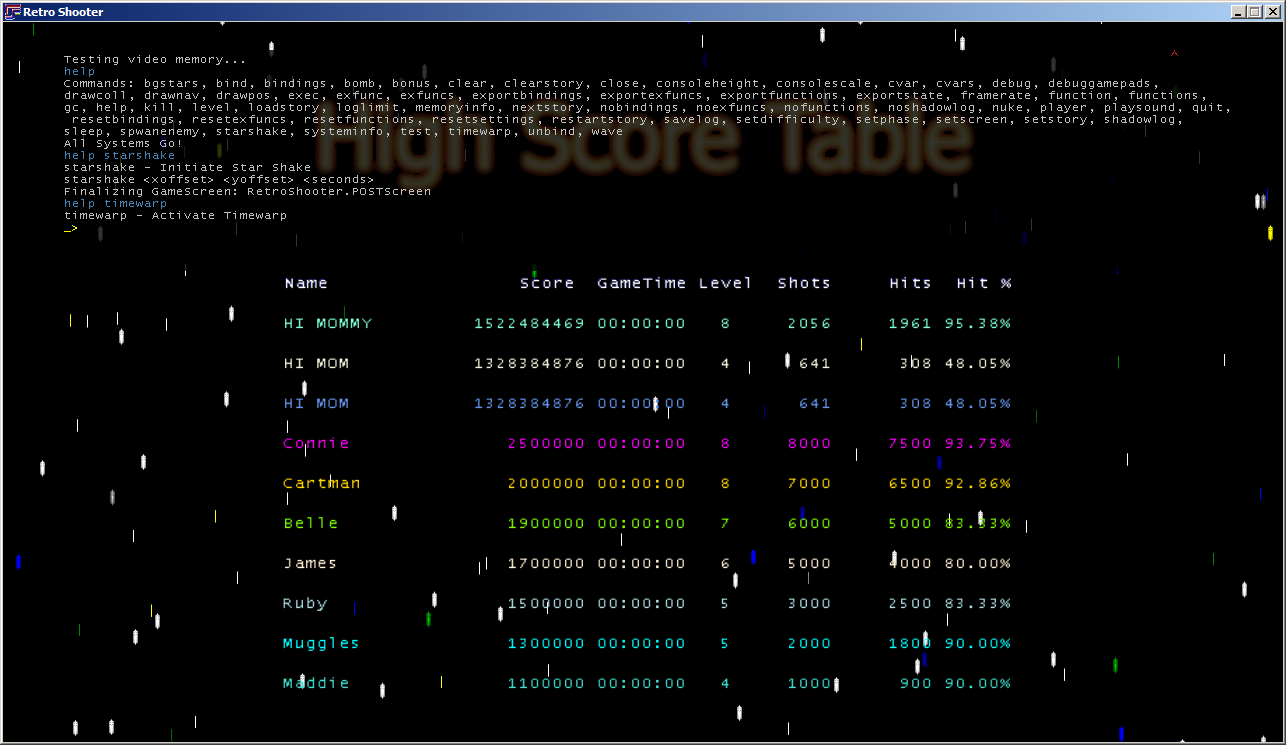 Retro Shooter
Testing video memory...
help
Commands: bgstars, bind, bindings, bomb, bonus, clear, clearstory, close, consoleheight, consolescale, cvar, cvars, debug, debuggamepads,
drawcoll, drawnav, drawpos, exec, exfunc, exfuncs, exportbindings, exportexfuncs, exportfunctions, exportstate, framerate, function, functions,
gc, help, kill, level, loadstory, loglimit, memoryinfo, nextstory, nobindings, noexfuncs, nofunctions, noshadowlog, nuke, player, playsound, quit,
resetbindings, resetexfuncs, resetfunctions, resetsettings, restartstory, savelog, setdifficulty, setphase, setscreen, setstory, shadowlog,
sleep, spwanenemy, starshake, systeminfo, test, timewarp, unbind, wave
All Systems Go!
help starshake
starshake - Initiate Star Shake
starshake <xoffset> <yoffset> <seconds>
Finalizing GameScreen: RetroShooter.POSTScreen
help timewarp
timewarp - Activate Timewarp
_>
High Score Table
Name Score GameTime Level Shots Hits Hit %
HI MOMMY 1522484469 00:00:00 8 2056 1961 95.38%
HI MOM 1328384876 00:00:00 4 641 308 48.05%
HI MOM 1328384876 00:00:00 4 641 308 48.05%
Connie 2500000 00:00:00 8 8000 7500 93.75%
Cartman 2000000 00:00:00 8 7000 6500 92.86%
Belle 1900000 00:00:00 7 6000 5000 83.33%
James 1700000 00:00:00 6 5000 4000 80.00%
Ruby 1500000 00:00:00 5 3000 2500 83.33%
Muggles 1300000 00:00:00 5 2000 1800 90.00%
Maddie 1100000 00:00:00 4 1000 900 90.00%